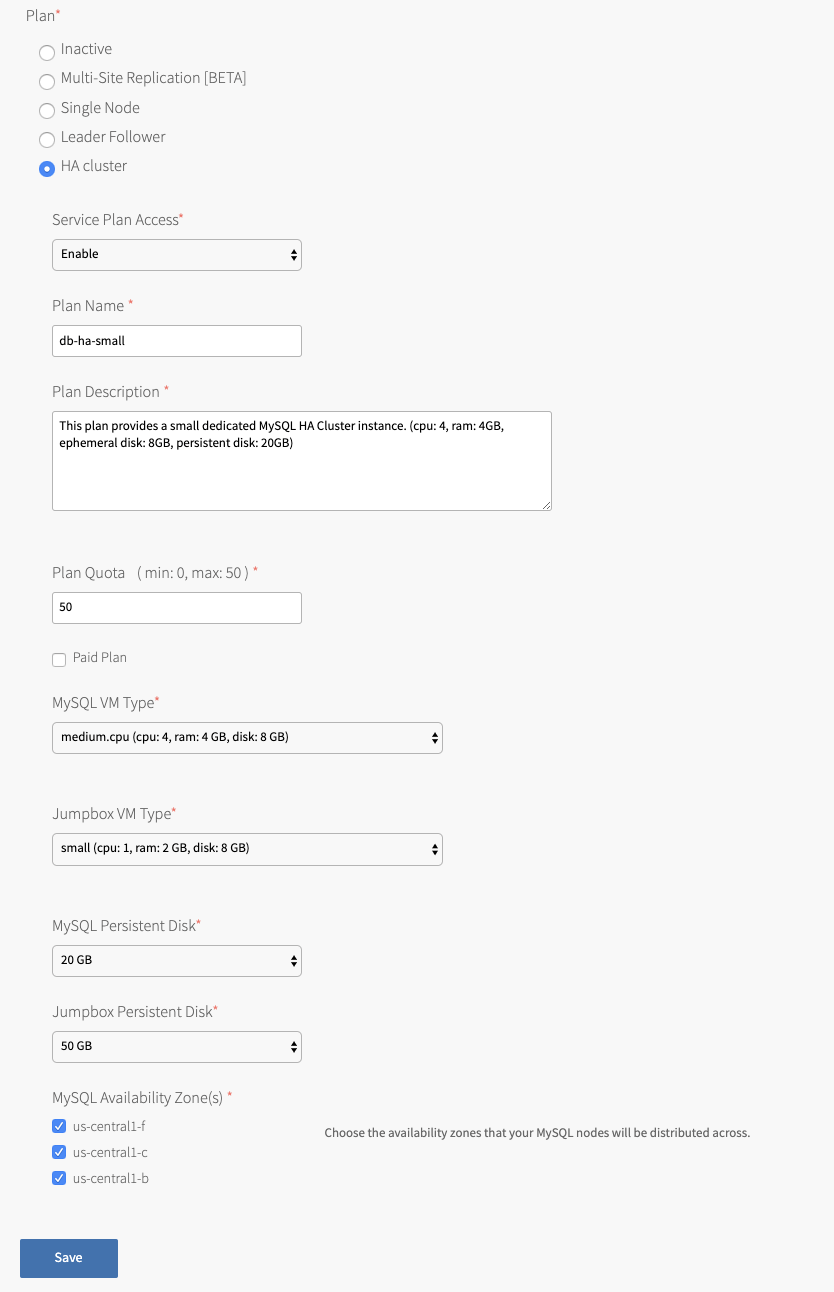 Plan*
Inactive
Multi-Site Replication [BETA]
Single Node
Leader Follower
HA cluster
Service Plan Access*
Enable
Plan Name *
db-ha-small
Plan Description *
This plan provides a small dedicated MySQL HA Cluster instance. (cpu: 4, ram: 4GB,
ephemeral disk: 8GB, persistent disk: 20GB)
Plan Quota ( min: 0, max: 50 ) *
50
Paid Plan
MySQL VM Type*
medium.cpu (cpu: 4, ram: 4 GB, disk: 8 GB)
Jumpbox VM Type*
small (cpu: 1, ram: 2 GB, disk: 8 GB)
MySQL Persistent Disk*
20 GB
Jumpbox Persistent Disk*
50 GB
MySQL Availability Zone(s) *
us-central1-f
Choose the availability zones that your MySQL nodes will be distributed across.
us-central1-c
us-central1-b
Save